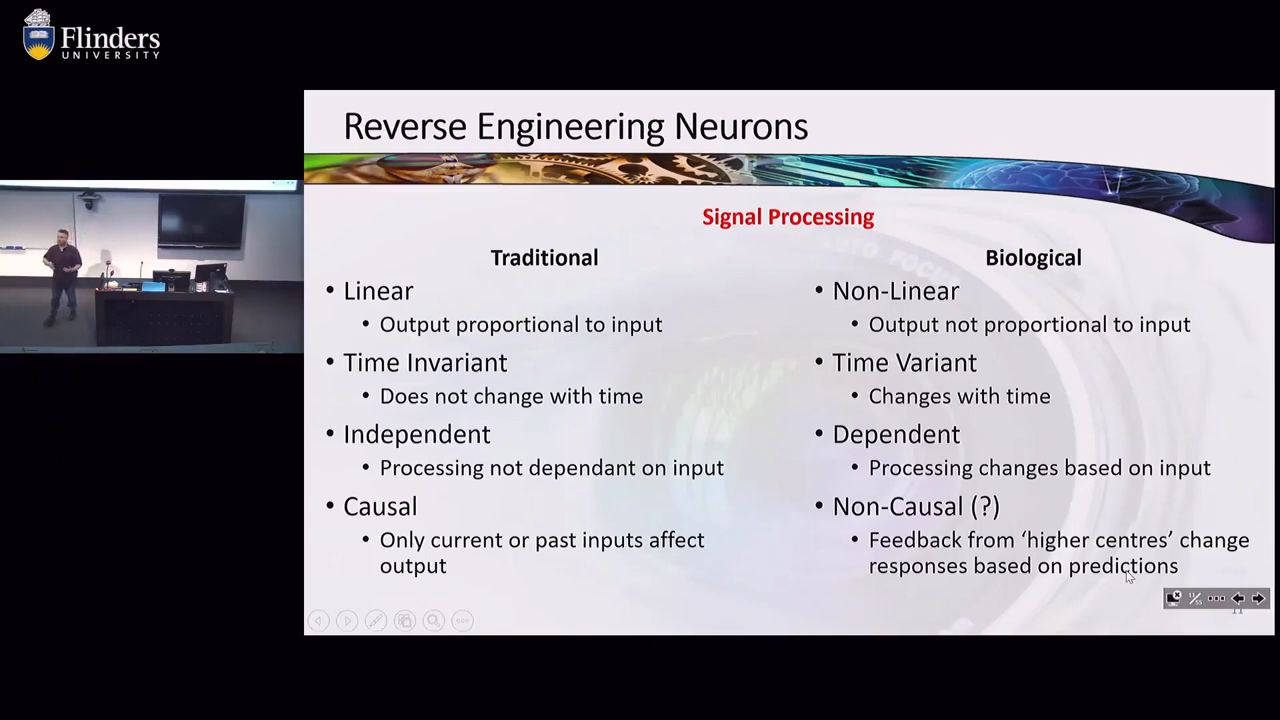 Flinders
UNIVERSITY
Reverse Engineering Neurons
Signal Processing
Traditional
• Linear
• Output proportional to input
• Time Invariant
• Does not change with time
• Independent
• Processing not dependant on input
• Causal
• Only current or past inputs affect
output
Biological
• Non-Linear
• Output not proportional to input
• Time Variant
• Changes with time
• Dependent
• Processing changes based on input
• Non-Causal (?)
• Feedback from ‘higher centres’ change
responses based on predictions
11